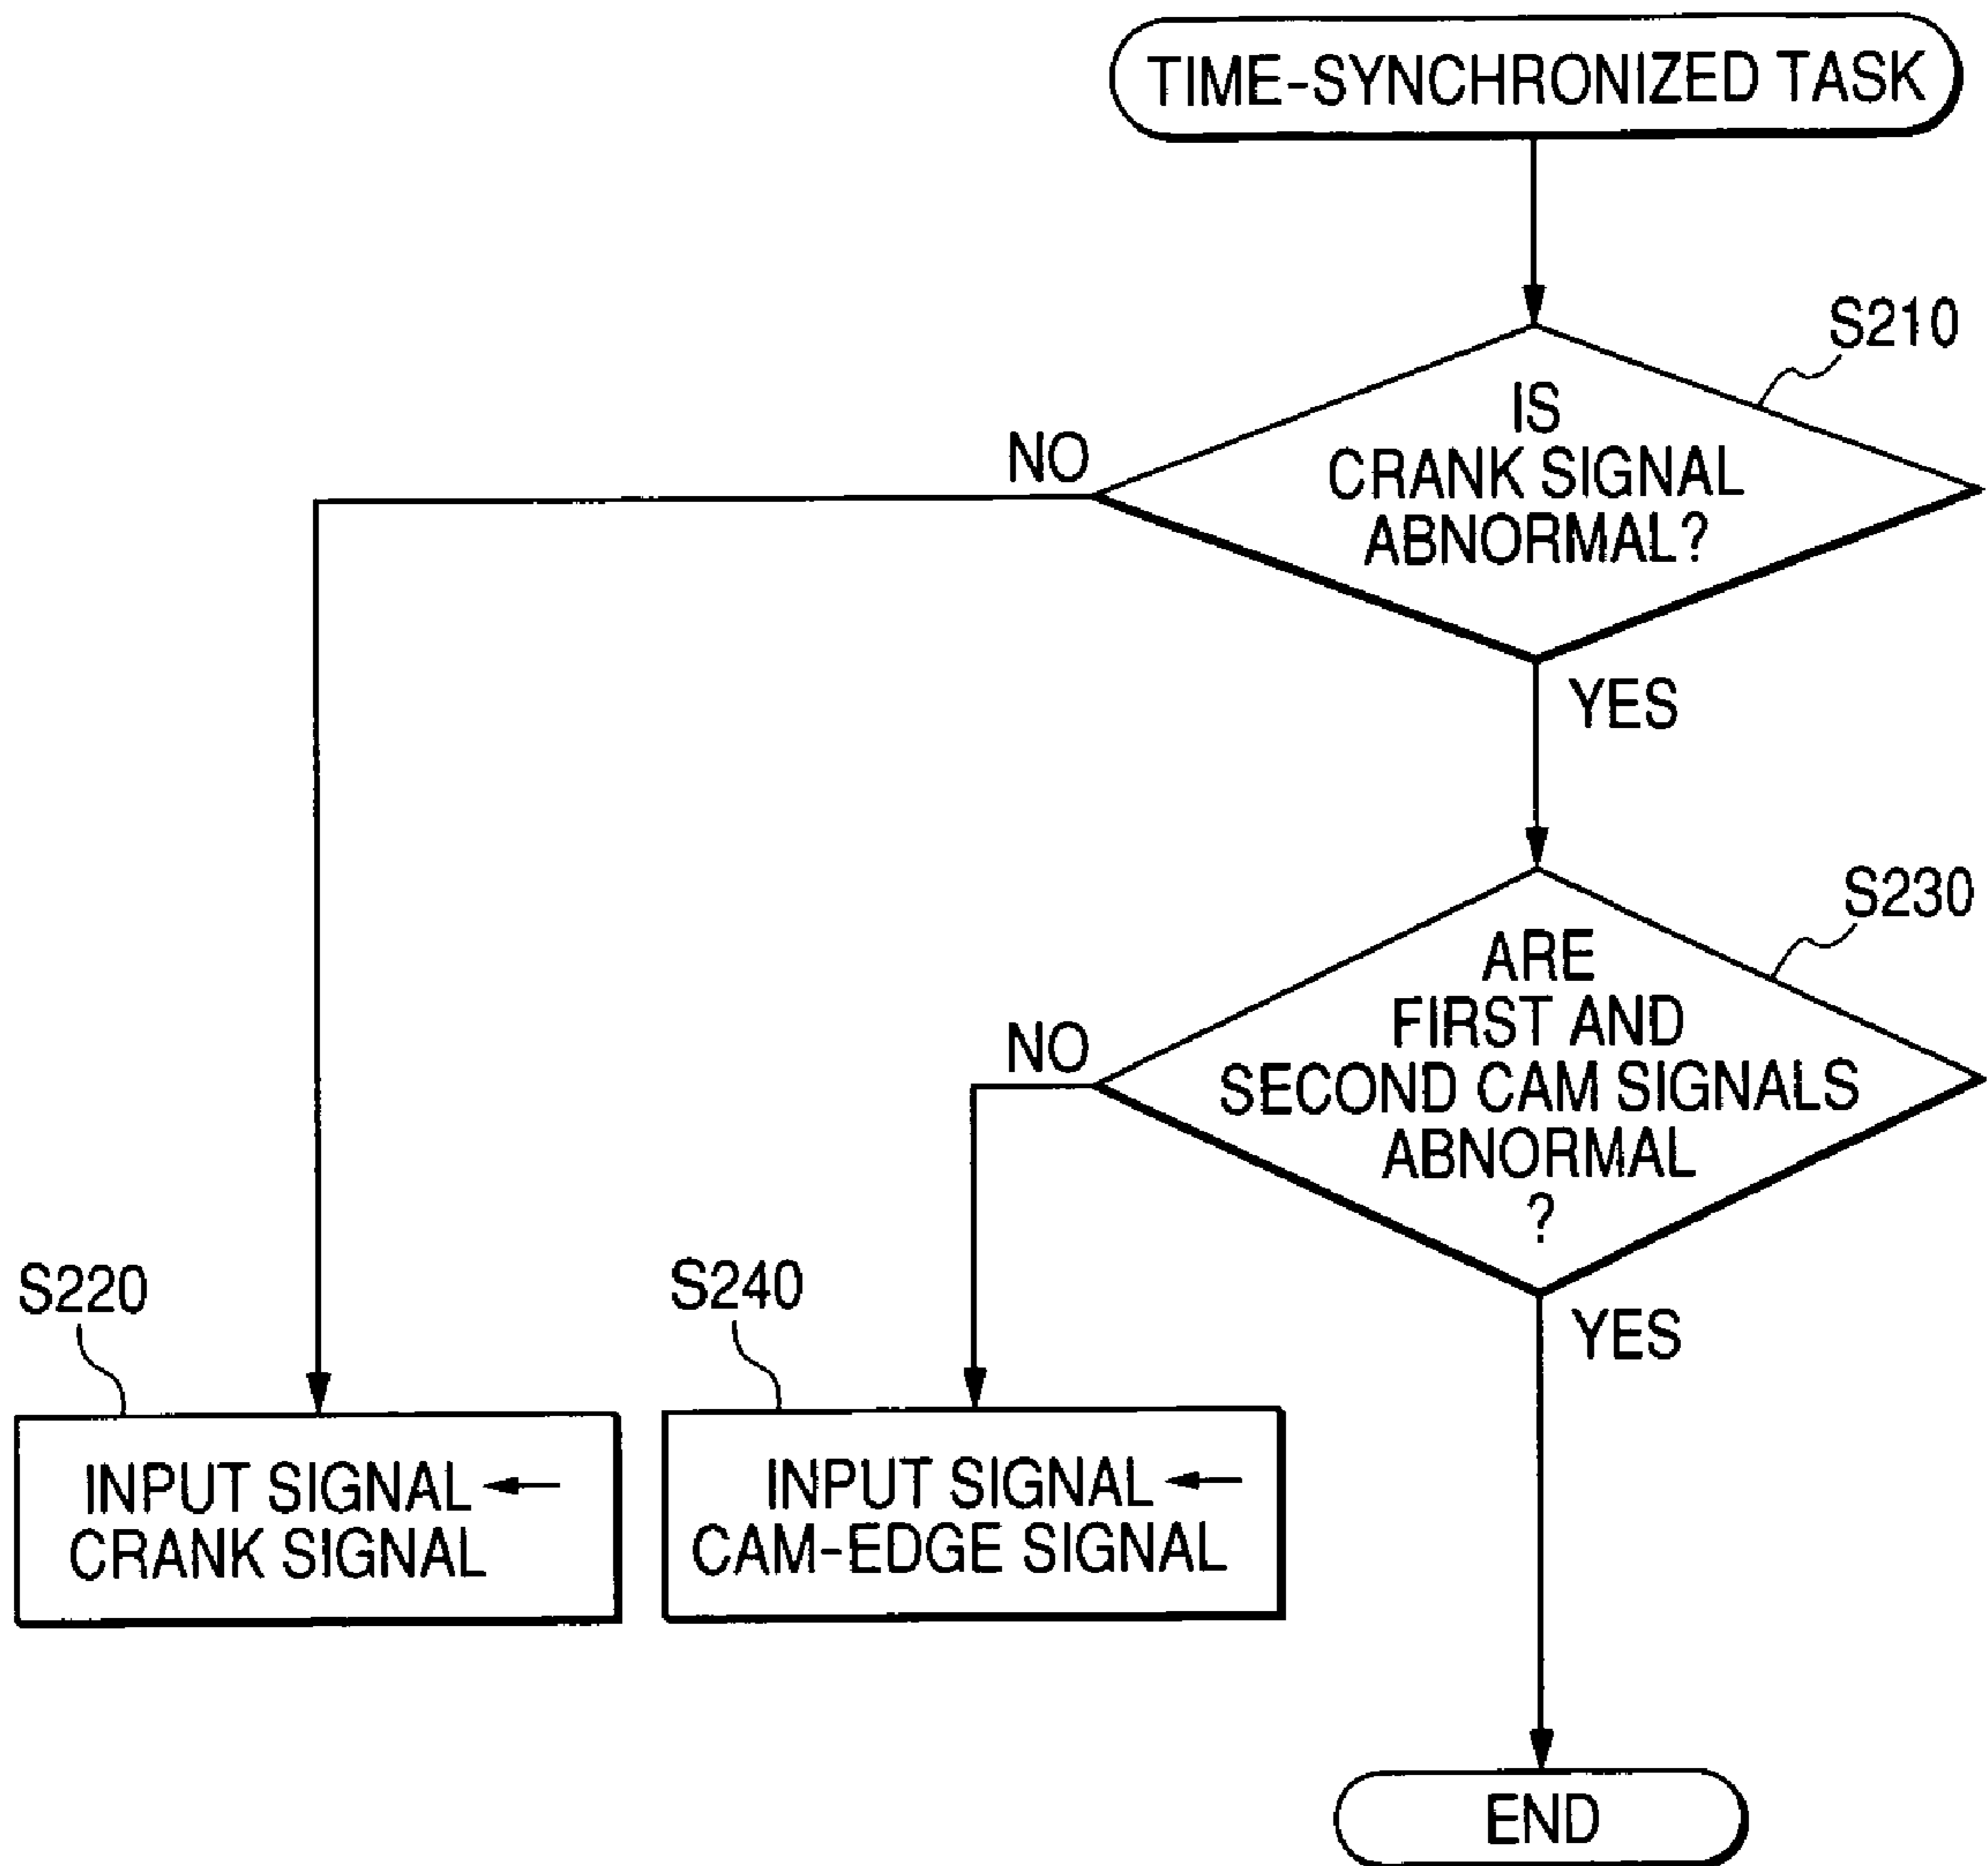 TIME-SYNCHRONIZED TASK
S210
IS
CRANK SIGNAL
ABNORMAL?
NO
YES
S230
ARE
FIRST AND
SECOND CAM SIGNALS
ABNORMAL
?
NO
YES
S220
INPUT SIGNAL ←
CRANK SIGNAL
S240
INPUT SIGNAL ←
CAM-EDGE SIGNAL
END